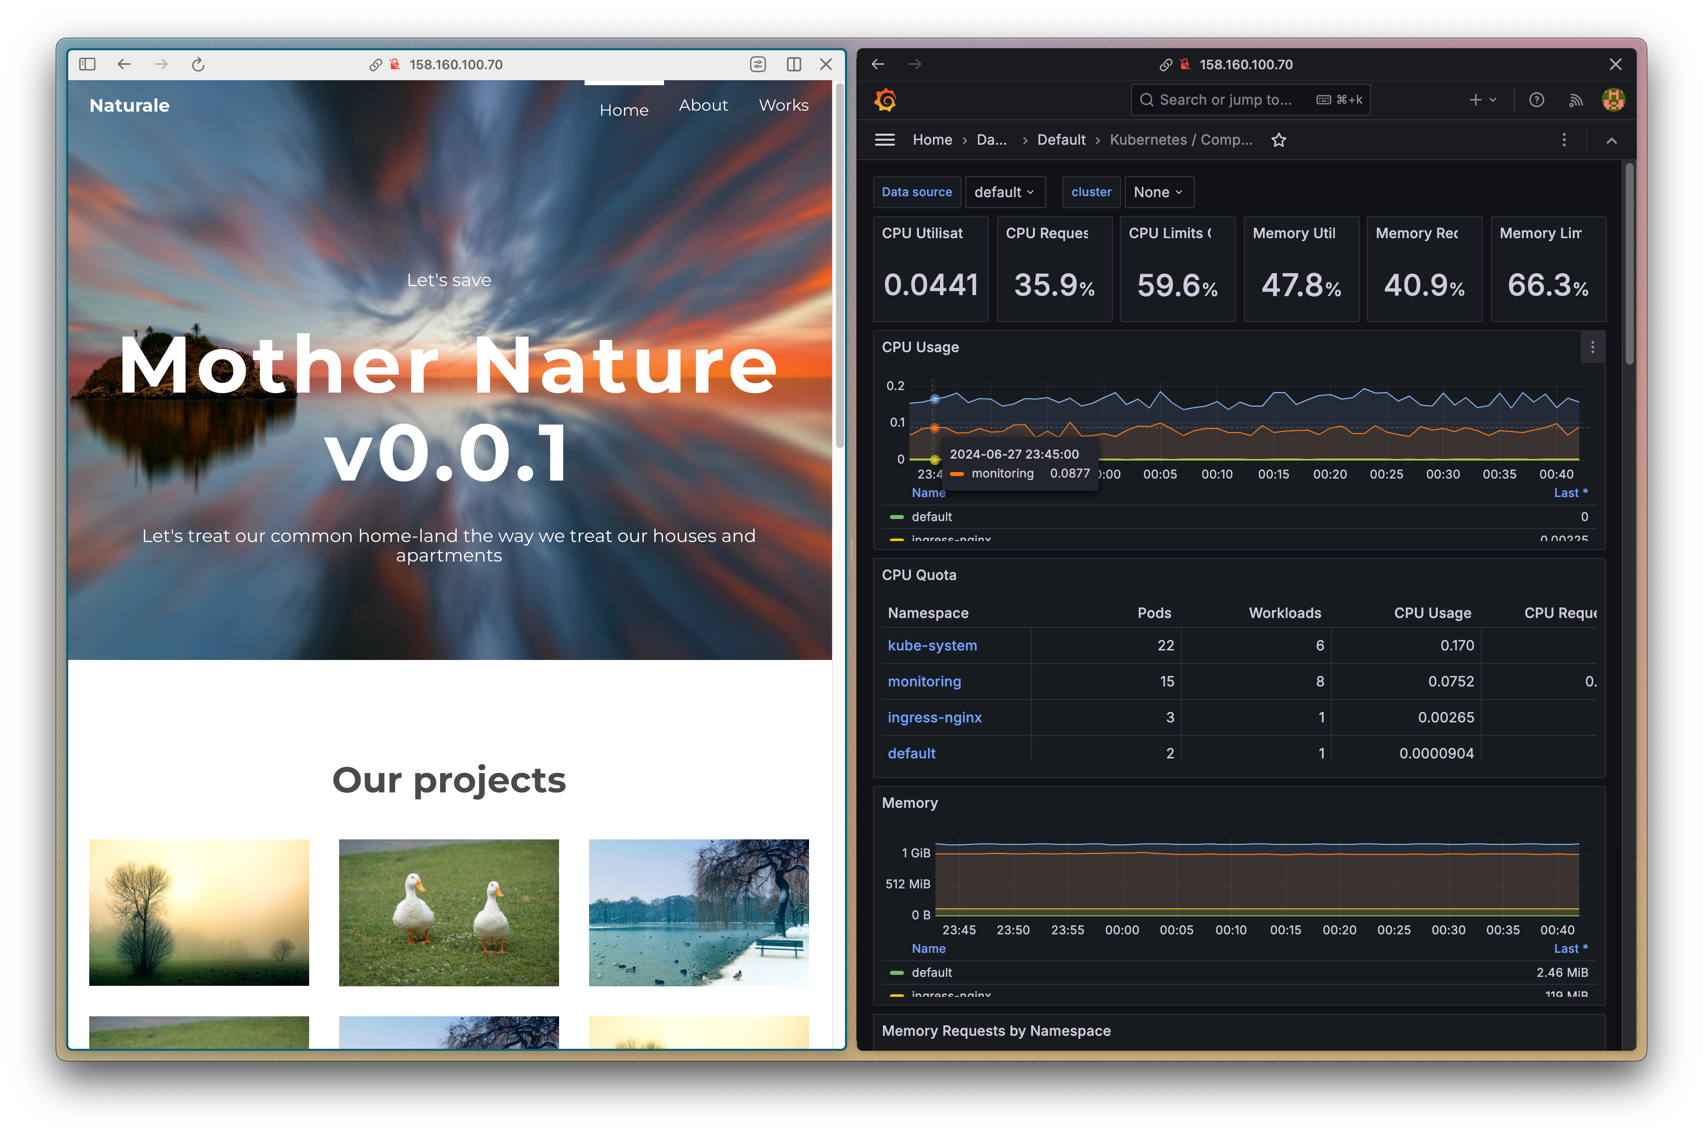 158.160.100.70
Naturale
Home
About
Works
Let's save
Mother Nature
v0.0.1
Let's treat our common home-land the way we treat our houses and
apartments
Our projects
158.160.100.70
Search or jump to...
⌘+k
Home › Da... › Default › Kubernetes / Comp...
Data source
default
cluster
None
CPU Utilisat
0.0441
CPU Reques
35.9%
CPU Limits
59.6%
Memory Util
47.8%
Memory Rec
40.9%
Memory Lim
66.3%
CPU Usage
0.2
0.1
0
23:4
0:00 00:05 00:10 00:15 00:20 00:25 00:30 00:35 00:40
2024-06-27 23:45:00
monitoring 0.0877
Name Last *
default 0
ingress-nginx 0.00225
CPU Quota
Namespace Pods Workloads CPU Usage CPU Reque
kube-system 22 6 0.170
monitoring 15 8 0.0752 0.
ingress-nginx 3 1 0.00265
default 2 1 0.0000904
Memory
1 GiB
512 MiB
0 B
23:45 23:50 23:55 00:00 00:05 00:10 00:15 00:20 00:25 00:30 00:35 00:40
Name Last *
default 2.46 MiB
ingress-nginx 119 MiB
Memory Requests by Namespace